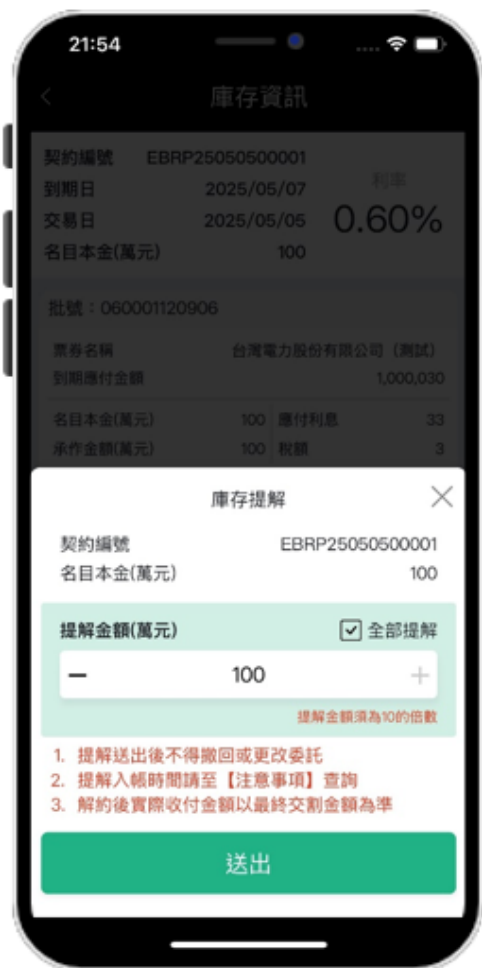 21:54
庫存資訊
契約編號 EBRP25050500001
到期日 2025/05/07
利率
交易日 2025/05/05
0.60%
名目本金(萬元) 100
批號：060001120906
票券名稱 台灣電力股份有限公司（測試）
到期應付金額 1,000,030
名目本金(萬元) 100 應付利息 33
承作金額(萬元) 100 稅額 3
庫存提解
契約編號 EBRP25050500001
名目本金(萬元) 100
提解金額(萬元) 全部提解
100
提解金額須為10的倍數
1. 提解送出後不得撤回或更改委託
2. 提解入帳時間請至【注意事項】查詢
3. 解約後實際收付金額以最終交割金額為準
送出